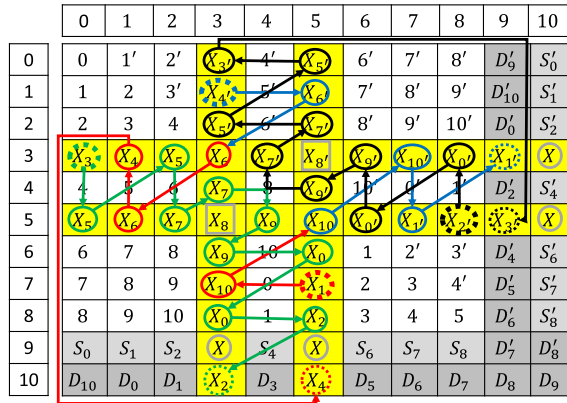 0 1 2 3 4 5 6 7 8 9 10
0 0 1′ 2′ X₃′ 4′ X₅′ 6′ 7′ 8′ D′₉ S′₀
1 1 2 3′ X₄′ 5′ X₆′ 7′ 8′ 9′ D′₁₀ S′₁
2 2 3 4 X₅′ 6′ X₇′ 8′ 9′ 10′ D′₀ S′₂
3 X₃ X₄ X₅ X₆ X₇′ X₈′ X₉′ X₁₀′ X₀′ X₁′ X
4 4 5 6 X₇ 8 X₉′ 10′ 0′ 1′ D′₂ S′₄
5 X₅ X₆ X₇ X₈ X₉ X₁₀ X₀′ X₁′ X₂′ X₃′ X
6 6 7 8 X₉ 10 X₀ 1 2′ 3′ D′₄ S′₆
7 7 8 9 X₁₀ 0 X₁ 2 3 4′ D′₅ S′₇
8 8 9 10 X₀ 1 X₂ 3 4 5 D′₆ S′₈
9 S₀ S₁ S₂ X S₄ X S₆ S₇ S₈ D′₇ D′₈
10 D₁₀ D₀ D₁ X₂ D₃ X₄ D₅ D₆ D₇ D₈ D₉